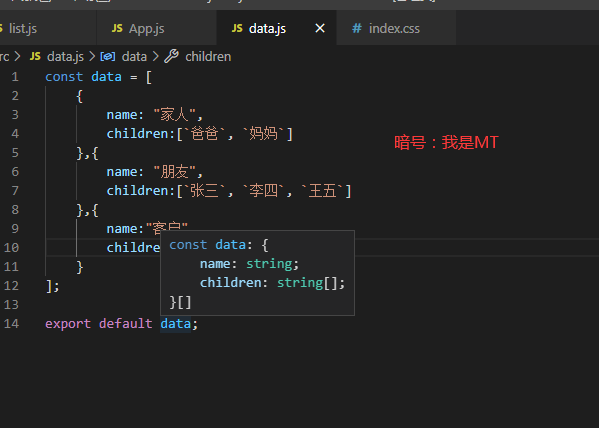 list.js App.js data.js × # index.css
rc > JS data.js > data > children
1 const data = [
2 {
3 name: "家人",
4 children:[`爸爸`, `妈妈`]
5 },{
6 name: "朋友",
7 children:[`张三`, `李四`, `王五`]
8 },{
9 name:"客户"
10 childre
11 }
12 ];
13
14 export default data;
const data: {
name: string;
children: string[];
}[]
暗号：我是MT